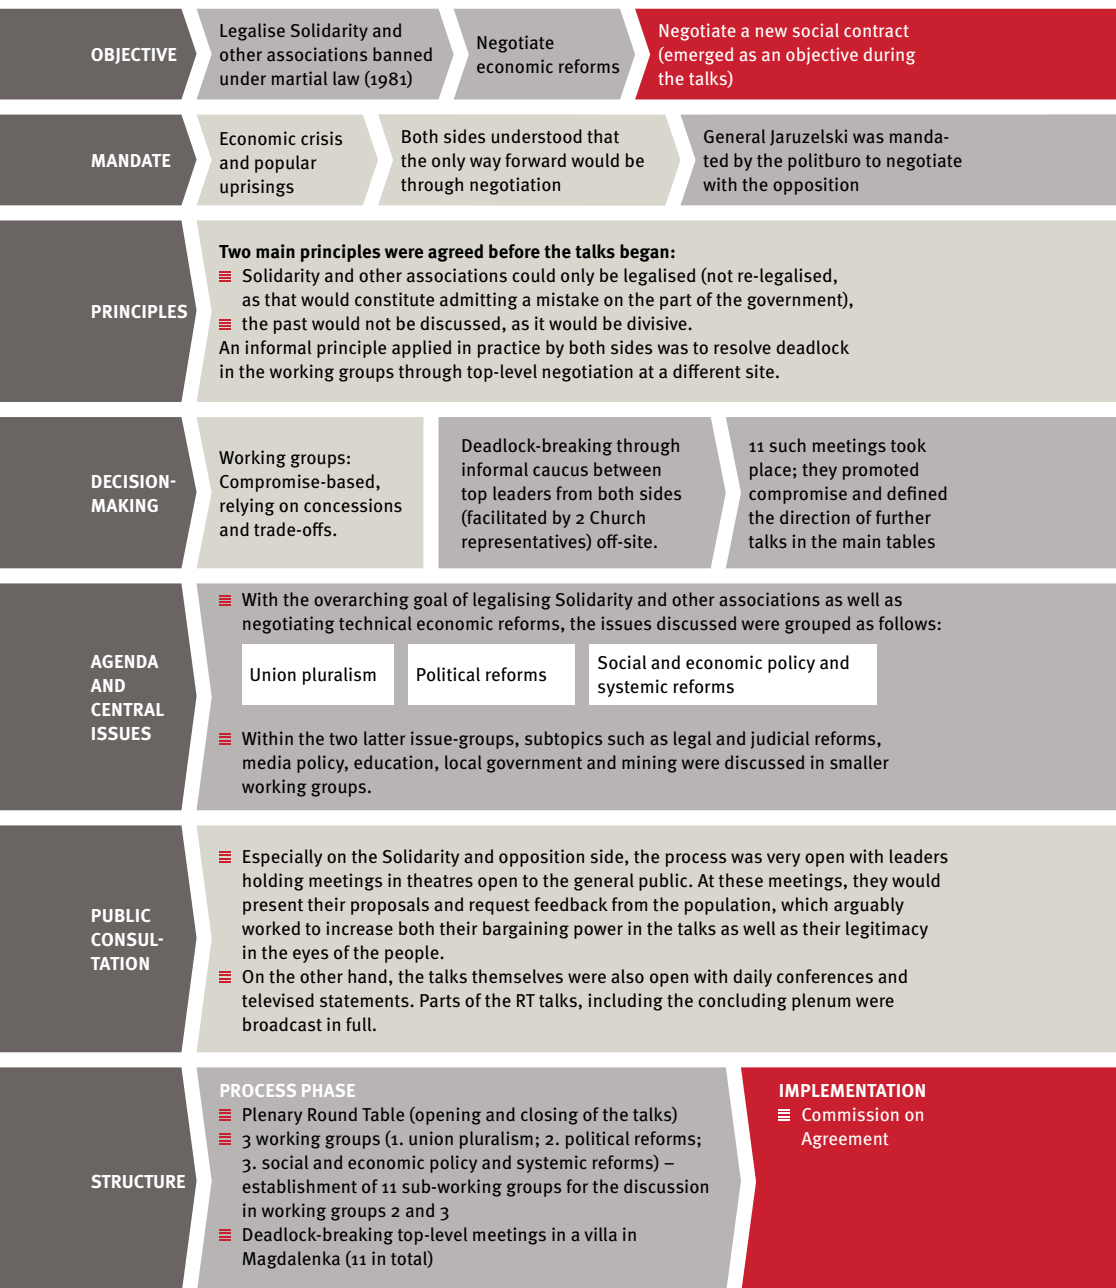 OBJECTIVE
Legalise Solidarity and
other associations banned
under martial law (1981)
Negotiate
economic reforms
Negotiate a new social contract
(emerged as an objective during
the talks)
MANDATE
Economic crisis
and popular
uprisings
Both sides understood that
the only way forward would be
through negotiation
General Jaruzelski was manda-
ted by the politburo to negotiate
with the opposition
PRINCIPLES
Two main principles were agreed before the talks began:
Solidarity and other associations could only be legalised (not re-legalised,
as that would constitute admitting a mistake on the part of the government),
the past would not be discussed, as it would be divisive.
An informal principle applied in practice by both sides was to resolve deadlock
in the working groups through top-level negotiation at a different site.
DECISION-
MAKING
Working groups:
Compromise-based,
relying on concessions
and trade-offs.
Deadlock-breaking through
informal caucus between
top leaders from both sides
(facilitated by 2 Church
representatives) off-site.
11 such meetings took
place; they promoted
compromise and defined
the direction of further
talks in the main tables
AGENDA
AND
CENTRAL
ISSUES
With the overarching goal of legalising Solidarity and other associations as well as
negotiating technical economic reforms, the issues discussed were grouped as follows:
Union pluralism
Political reforms
Social and economic policy and
systemic reforms
Within the two latter issue-groups, subtopics such as legal and judicial reforms,
media policy, education, local government and mining were discussed in smaller
working groups.
PUBLIC
CONSUL-
TATION
Especially on the Solidarity and opposition side, the process was very open with leaders
holding meetings in theatres open to the general public. At these meetings, they would
present their proposals and request feedback from the population, which arguably
worked to increase both their bargaining power in the talks as well as their legitimacy
in the eyes of the people.
On the other hand, the talks themselves were also open with daily conferences and
televised statements. Parts of the RT talks, including the concluding plenum were
broadcast in full.
STRUCTURE
PROCESS PHASE
Plenary Round Table (opening and closing of the talks)
3 working groups (1. union pluralism; 2. political reforms;
3. social and economic policy and systemic reforms) –
establishment of 11 sub-working groups for the discussion
in working groups 2 and 3
Deadlock-breaking top-level meetings in a villa in
Magdalenka (11 in total)
IMPLEMENTATION
Commission on
Agreement